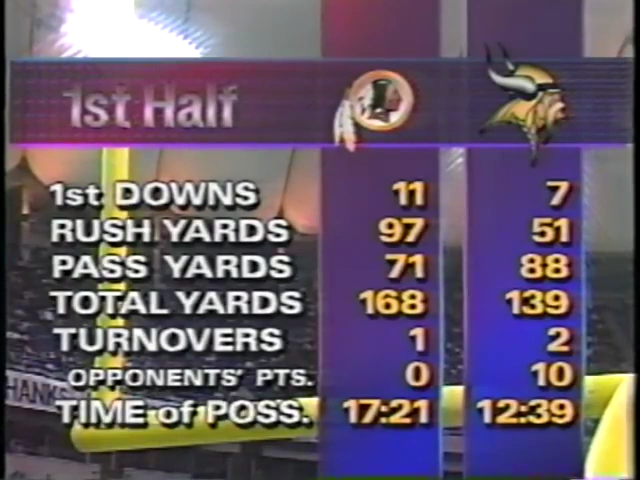 1st Half
1st DOWNS 11 7
RUSH YARDS 97 51
PASS YARDS 71 88
TOTAL YARDS 168 139
TURNOVERS 1 2
OPPONENTS' PTS. 0 10
HANKS
TIME of POSS. 17:21 12:39